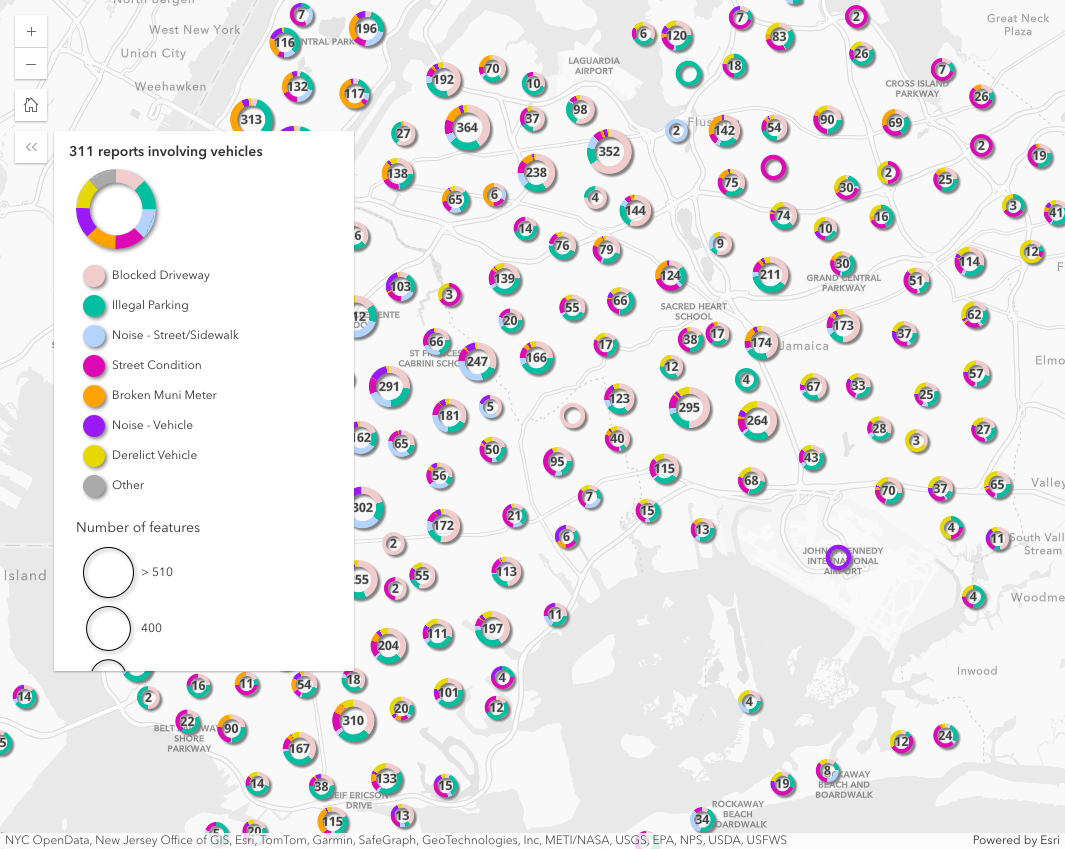 North Bergen
West New York
Union City
Weehawken
Great Neck
Plaza
7
116
196
132
117
313
192
70
10
6
120
7
83
2
26
18
7
26
LAGUARDIA
AIRPORT
CROSS ISLAND
PARKWAY
27
364
37
98
352
2
142
54
90
69
2
19
138
238
65
6
4
144
75
30
2
25
3
41
311 reports involving vehicles
Blocked Driveway
Illegal Parking
Noise - Street/Sidewalk
Street Condition
Broken Muni Meter
Noise - Vehicle
Derelict Vehicle
Other
Number of features
> 510
400
14
76
79
9
74
10
16
12
103
3
139
124
211
30
51
114
GRAND CENTRAL
PARKWAY
SACRED HEART
SCHOOL
20
55
66
62
66
247
166
17
38
17
174
173
37
Jamaica
CABRINI SCHOOL
Elmo
291
181
5
12
4
67
33
25
57
123
295
264
28
3
27
65
50
40
43
56
95
115
68
70
37
65
Valley
302
172
21
7
15
13
4
11
South Vall
Stream
2
6
JOHN F KENNEDY
INTERNATIONAL
AIRPORT
55
2
55
113
4
Woodme
Island
11
204
111
197
Inwood
14
2
16
11
54
18
101
4
12
4
22
90
310
20
12
24
BELT PARKWAY
SHORE
PARKWAY
167
14
38
133
15
19
8
ROCKAWAY
BEACH AND
BOARDWALK
LEIF ERICSON
DRIVE
115
13
34
ROCKAWAY
BEACH
BOARDWALK
5
20
NYC OpenData, New Jersey Office of GIS, Esri, TomTom, Garmin, SafeGraph, GeoTechnologies, Inc, METI/NASA, USGS, EPA, NPS, USDA, USFWS
Powered by Esri